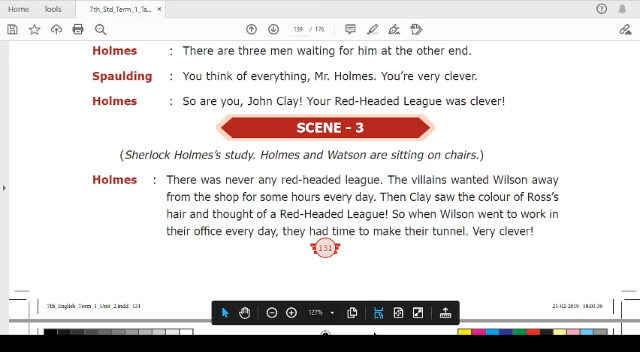 Home Tools 7th_Std_Term_1_Ta... ×
139 / 176
Holmes : There are three men waiting for him at the other end.
Spaulding : You think of everything, Mr. Holmes. You're very clever.
Holmes : So are you, John Clay! Your Red-Headed League was clever!
SCENE - 3
(Sherlock Holmes's study. Holmes and Watson are sitting on chairs.)
Holmes : There was never any red-headed league. The villains wanted Wilson away
from the shop for some hours every day. Then Clay saw the colour of Ross's
hair and thought of a Red-Headed League! So when Wilson went to work in
their office every day, they had time to make their tunnel. Very clever!
131
7th_English_Term_1_Unit_2.indd 131 25-02-2019 18:03:38
127%